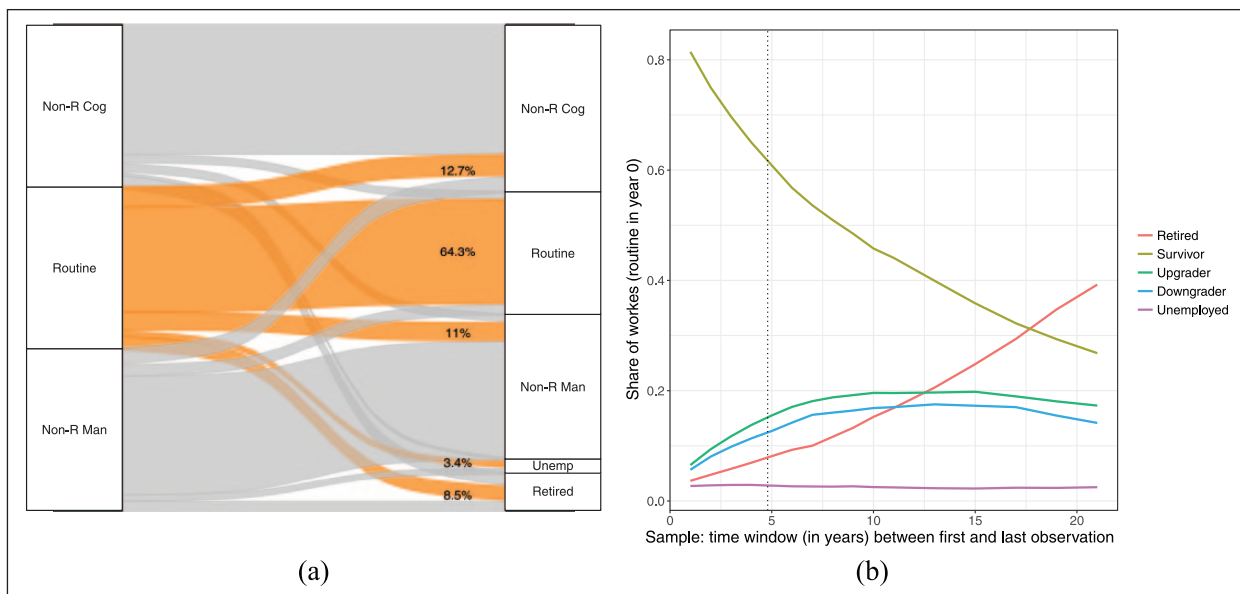 Non-R Cog
Routine
Non-R Man
12.7%
64.3%
11%
3.4%
8.5%
Non-R Cog
Routine
Non-R Man
Unemp
Retired
(a)
Share of workes (routine in year 0)
0.8
0.6
0.4
0.2
0.0
0 5 10 15 20
Sample: time window (in years) between first and last observation
Retired
Survivor
Upgrader
Downgrader
Unemployed
(b)